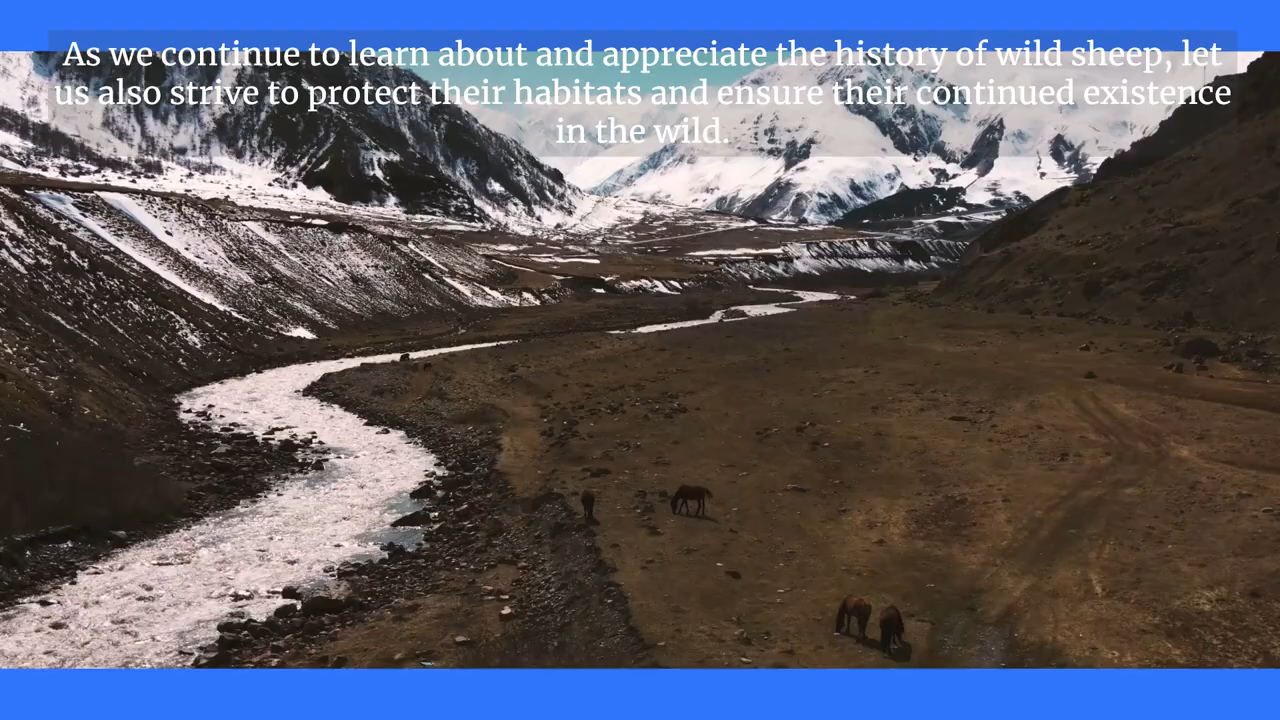 As we continue to learn about and appreciate the history of wild sheep, let
us also strive to protect their habitats and ensure their continued existence
in the wild.